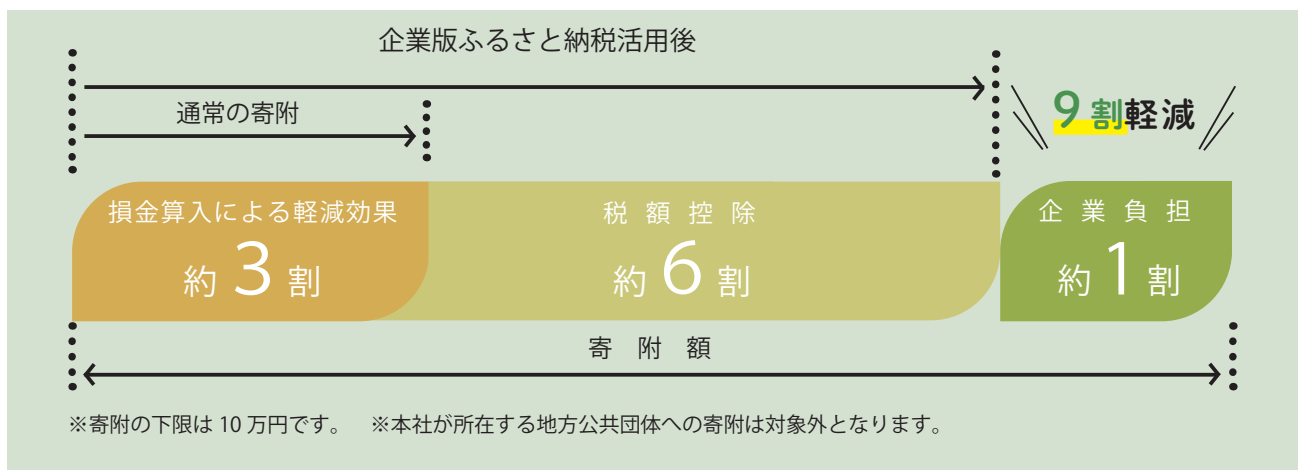 企業版ふるさと納税活用後
通常の寄附
9割軽減
損金算入による軽減効果
約3割
税額控除
約6割
企業負担
約1割
寄附額
※寄附の下限は10万円です。 ※本社が所在する地方公共団体への寄附は対象外となります。